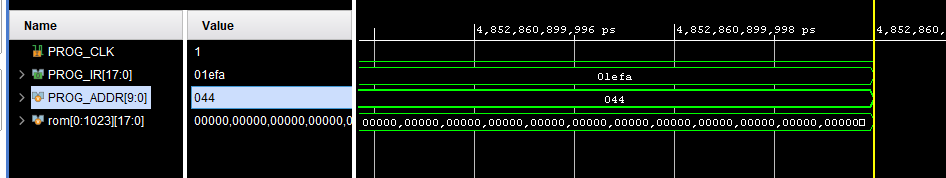 Name Value
4,852,860,899,996 ps 4,852,860,899,998 ps 4,852,860,
PROG_CLK 1
PROG_IR[17:0] 01efa 01efa
PROG_ADDR[9:0] 044 044
rom[0:1023][17:0] 00000,00000,00000,00000,0 00000,00000,00000,00000,00000,00000,00000,00000,00000,00000,00000